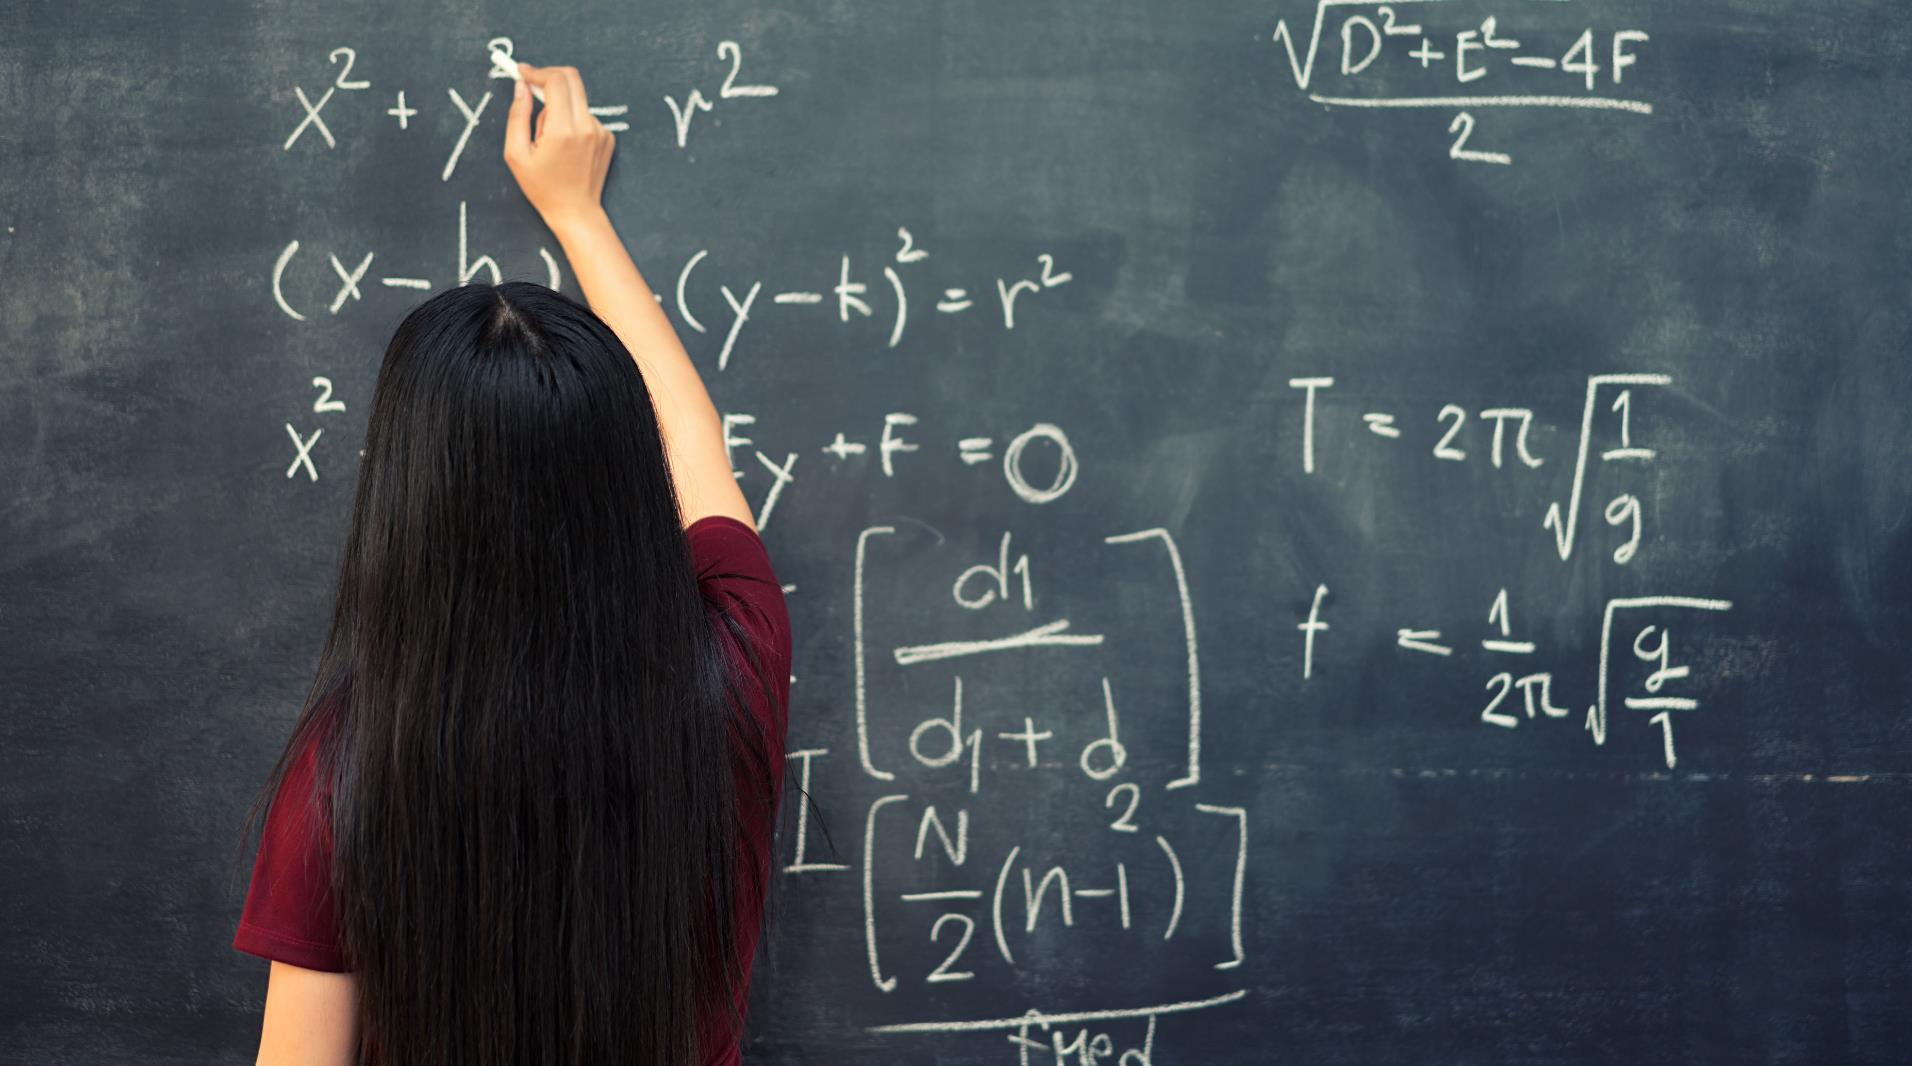 x² + y² = r²
(x - h) (y - k)² = r²
x² Ey + F = 0
[d1 / d1 + d2]
I [N/2 (n-1)]
√D² + E² - 4F / 2
T = 2π √1/g
f = 1/2π √g/1